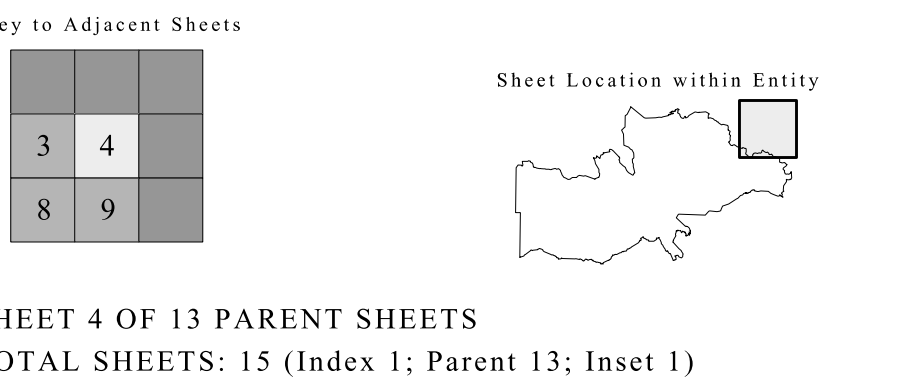 ey to Adjacent Sheets
Sheet Location within Entity
3 4
8 9
HEET 4 OF 13 PARENT SHEETS
OTAL SHEETS: 15 (Index 1; Parent 13; Inset 1)